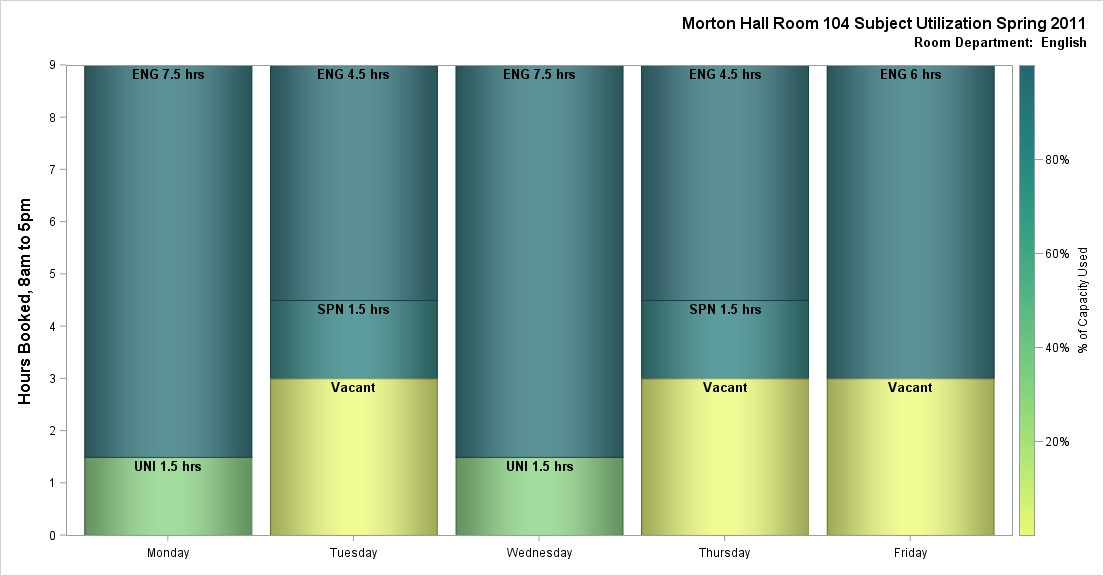 Morton Hall Room 104 Subject Utilization Spring 2011
Room Department:  English
Hours Booked, 8am to 5pm
9
8
7
6
5
4
3
2
1
0
ENG 7.5 hrs
UNI 1.5 hrs
ENG 4.5 hrs
SPN 1.5 hrs
Vacant
ENG 7.5 hrs
UNI 1.5 hrs
ENG 4.5 hrs
SPN 1.5 hrs
Vacant
ENG 6 hrs
Vacant
Monday
Tuesday
Wednesday
Thursday
Friday
80%
60%
40%
20%
% of Capacity Used